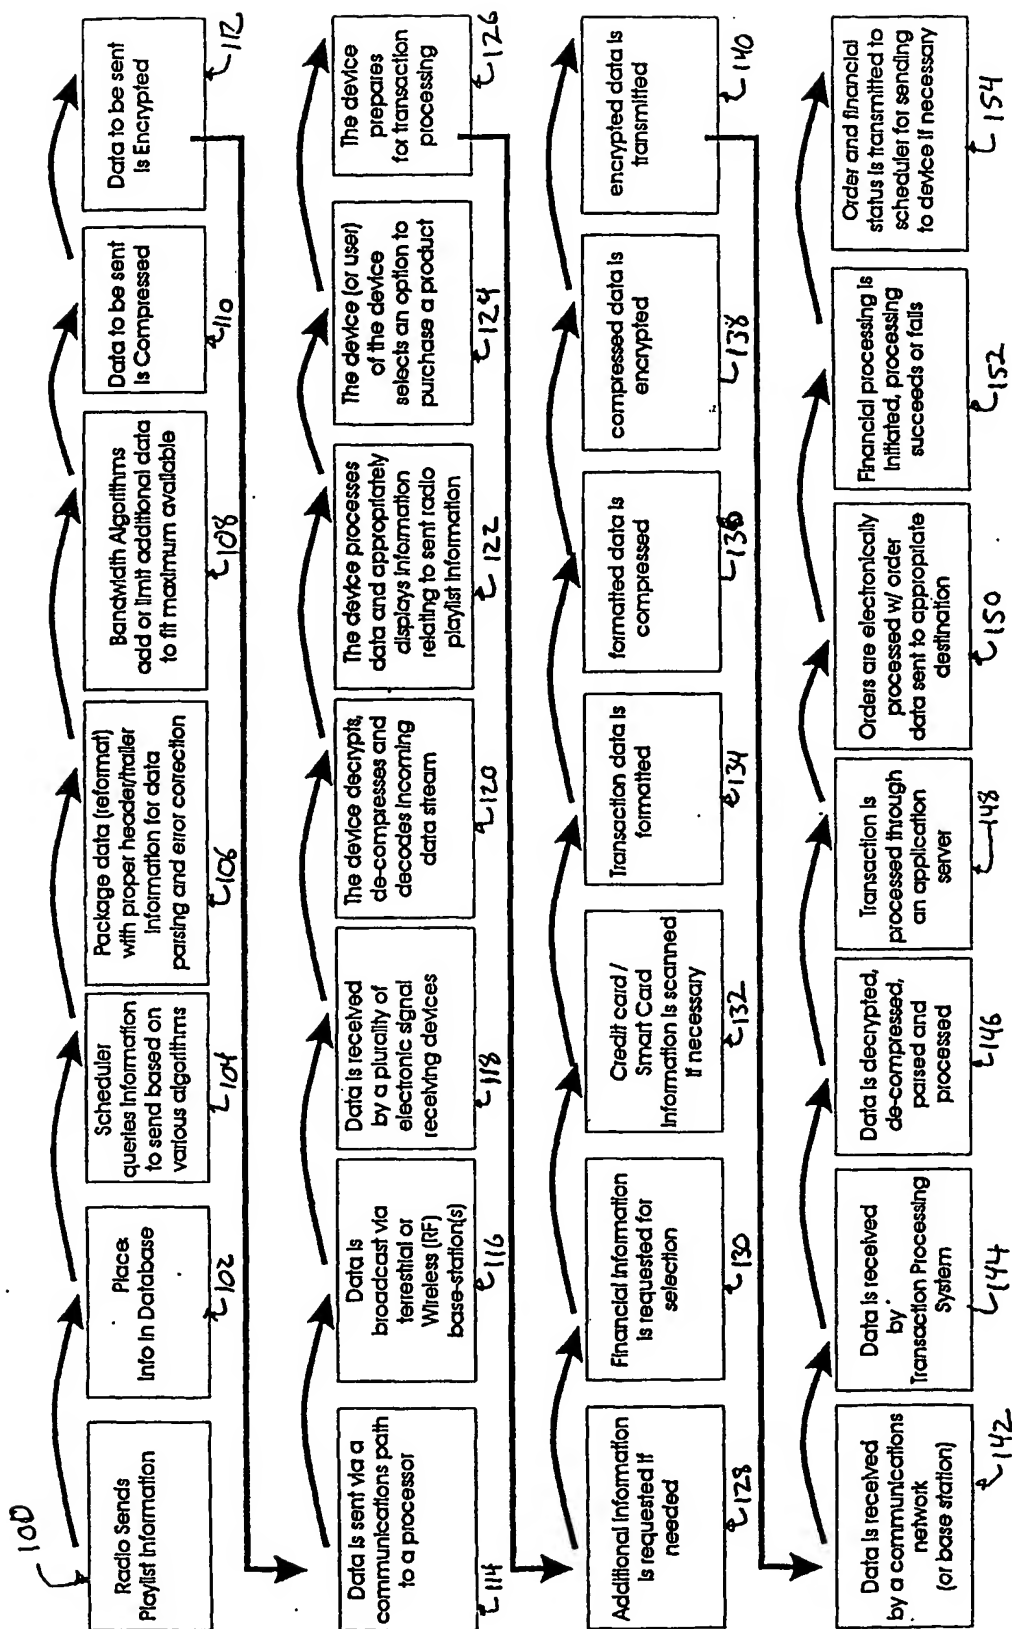 100
Radio Sends
Playlist Information
Place
Info In Database
102
Scheduler
queries Information
to send based on
various algorithms
104
Package data (reformat)
with proper header/trailer
Information for data
parsing and error correction
106
Bandwidth Algorithms
add or limit additional data
to fit maximum available
108
Data to be sent
Is Compressed
110
Data to be sent
Is Encrypted
112
Data is sent via a
communications path
to a processor
114
Data is
broadcast via
terrestrial or
Wireless (RF)
base-station(s)
116
Data is received
by a plurality of
electronic signal
receiving devices
118
The device decrypts,
de-compresses and
decodes incoming
data stream
120
The device processes
data and appropriately
displays information
relating to sent radio
playlist information
122
The device (or user)
of the device
selects an option to
purchase a product
124
The device
prepares
for transaction
processing
126
Additional Information
is requested if
needed
128
Financial Information
is requested for
selection
130
Credit card /
Smart Card
Information is scanned
If necessary
132
Transaction data is
formatted
134
formatted data is
compressed
136
compressed data is
encrypted
138
encrypted data is
transmitted
140
Data is received
by a communications
network
(or base station)
142
Data is received
by
Transaction Processing
System
144
Data is decrypted,
de-compressed,
parsed and
processed
146
Transaction is
processed through
an application
server
148
Orders are electronically
processed w/ order
data sent to appropriate
destination
150
Financial processing is
Initiated, processing
succeeds or fails
152
Order and financial
status is transmitted to
scheduler for sending
to device if necessary
154